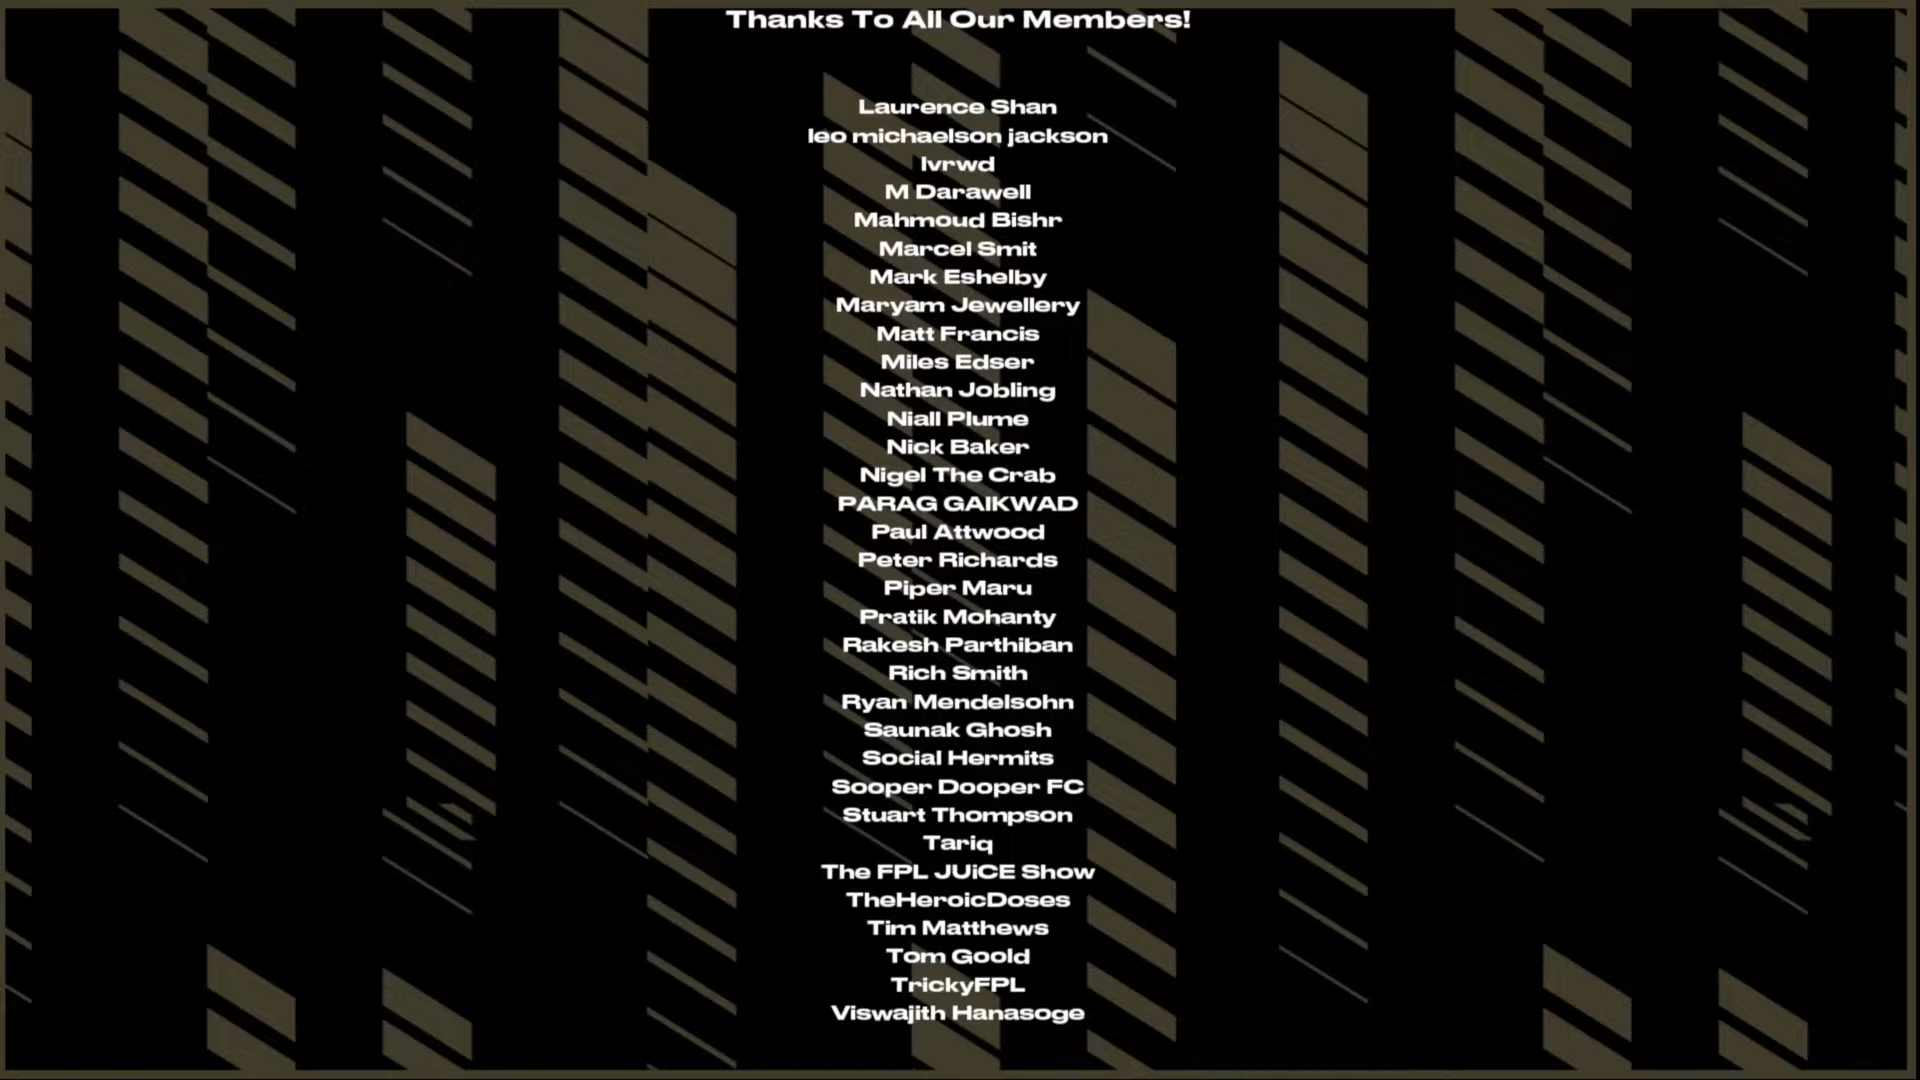 Thanks To All Our Members!
Laurence Shan
leo michaelson jackson
lvrwd
M Darawell
Mahmoud Bishr
Marcel Smit
Mark Eshelby
Maryam Jewellery
Matt Francis
Miles Edser
Nathan Jobling
Niall Plume
Nick Baker
Nigel The Crab
PARAG GAIKWAD
Paul Attwood
Peter Richards
Piper Maru
Pratik Mohanty
Rakesh Parthiban
Rich Smith
Ryan Mendelsohn
Saunak Ghosh
Social Hermits
Sooper Dooper FC
Stuart Thompson
Tariq
The FPL JUiCE Show
TheHeroicDoses
Tim Matthews
Tom Goold
TrickyFPL
Viswajith Hanasoge